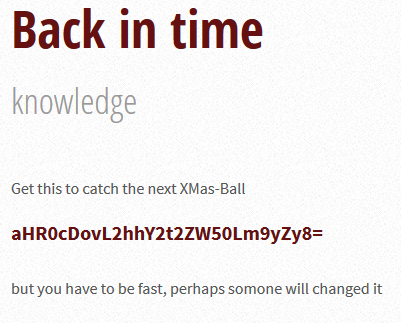 Back in time
knowledge
Get this to catch the next XMas-Ball
aHR0cDovL2hhY2t2ZW50Lm9yZy8=
but you have to be fast, perhaps somone will changed it